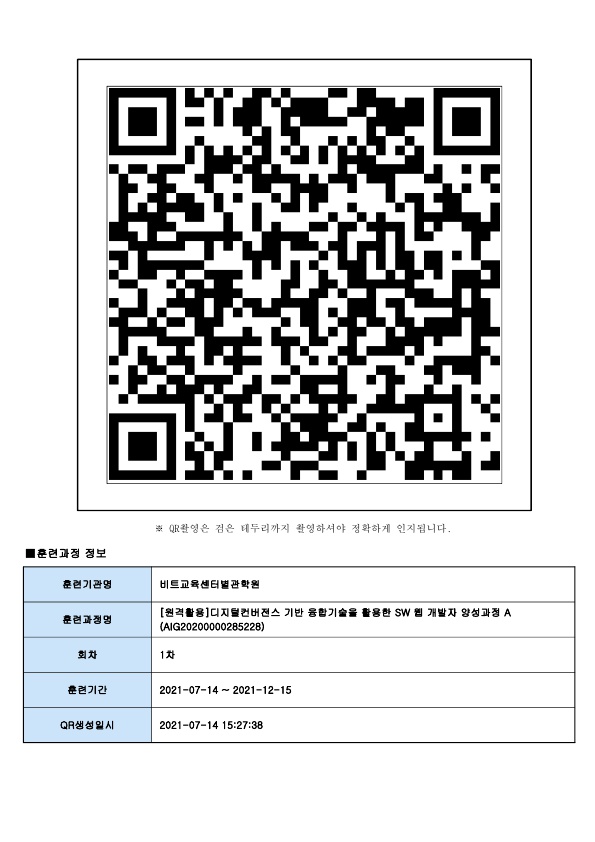 ※ QR촬영은 검은 테두리까지 촬영하셔야 정확하게 인지됩니다.
■훈련과정 정보
훈련기관명 비트교육센터별관학원
훈련과정명 [원격활용]디지털컨버전스 기반 융합기술을 활용한 SW 웹 개발자 양성과정 A
(AIG20200000285228)
회차 1차
훈련기간 2021-07-14 ~ 2021-12-15
QR생성일시 2021-07-14 15:27:38